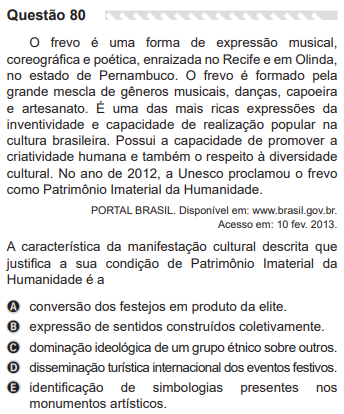 Questão 80
O frevo é uma forma de expressão musical,
coreográfica e poética, enraizada no Recife e em Olinda,
no estado de Pernambuco. O frevo é formado pela
grande mescla de gêneros musicais, danças, capoeira
e artesanato. É uma das mais ricas expressões da
inventividade e capacidade de realização popular na
cultura brasileira. Possui a capacidade de promover a
criatividade humana e também o respeito à diversidade
cultural. No ano de 2012, a Unesco proclamou o frevo
como Patrimônio Imaterial da Humanidade.
PORTAL BRASIL. Disponível em: www.brasil.gov.br.
Acesso em: 10 fev. 2013.
A característica da manifestação cultural descrita que
justifica a sua condição de Patrimônio Imaterial da
Humanidade é a
A conversão dos festejos em produto da elite.
B expressão de sentidos construídos coletivamente.
C dominação ideológica de um grupo étnico sobre outros.
D disseminação turística internacional dos eventos festivos.
E identificação de simbologias presentes nos
monumentos artísticos.